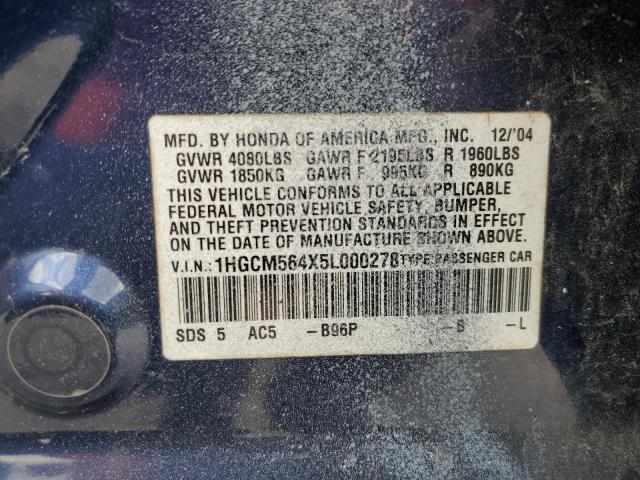 MFD. BY HONDA OF AMERICA MFG., INC. 12/'04
GVWR 4080LBS GAWR F 2195LBS R 1960LBS
GVWR 1850KG GAWR F 995KG R 890KG
THIS VEHICLE CONFORMS TO ALL APPLICABLE
FEDERAL MOTOR VEHICLE SAFETY, BUMPER,
AND THEFT PREVENTION STANDARDS IN EFFECT
ON THE DATE OF MANUFACTURE SHOWN ABOVE.
V.I.N.: 1HGCM564X5L000278 TYPE: PASSENGER CAR
SDS 5 AC5 -B96P -S -L